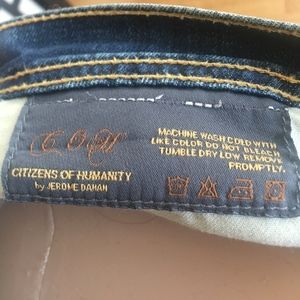 C O H
CITIZENS OF HUMANITY
by JEROME DAHAN
MACHINE WASH COLD WITH
LIKE COLOR DO NOT BLEACH
TUMBLE DRY LOW REMOVE
PROMPTLY.